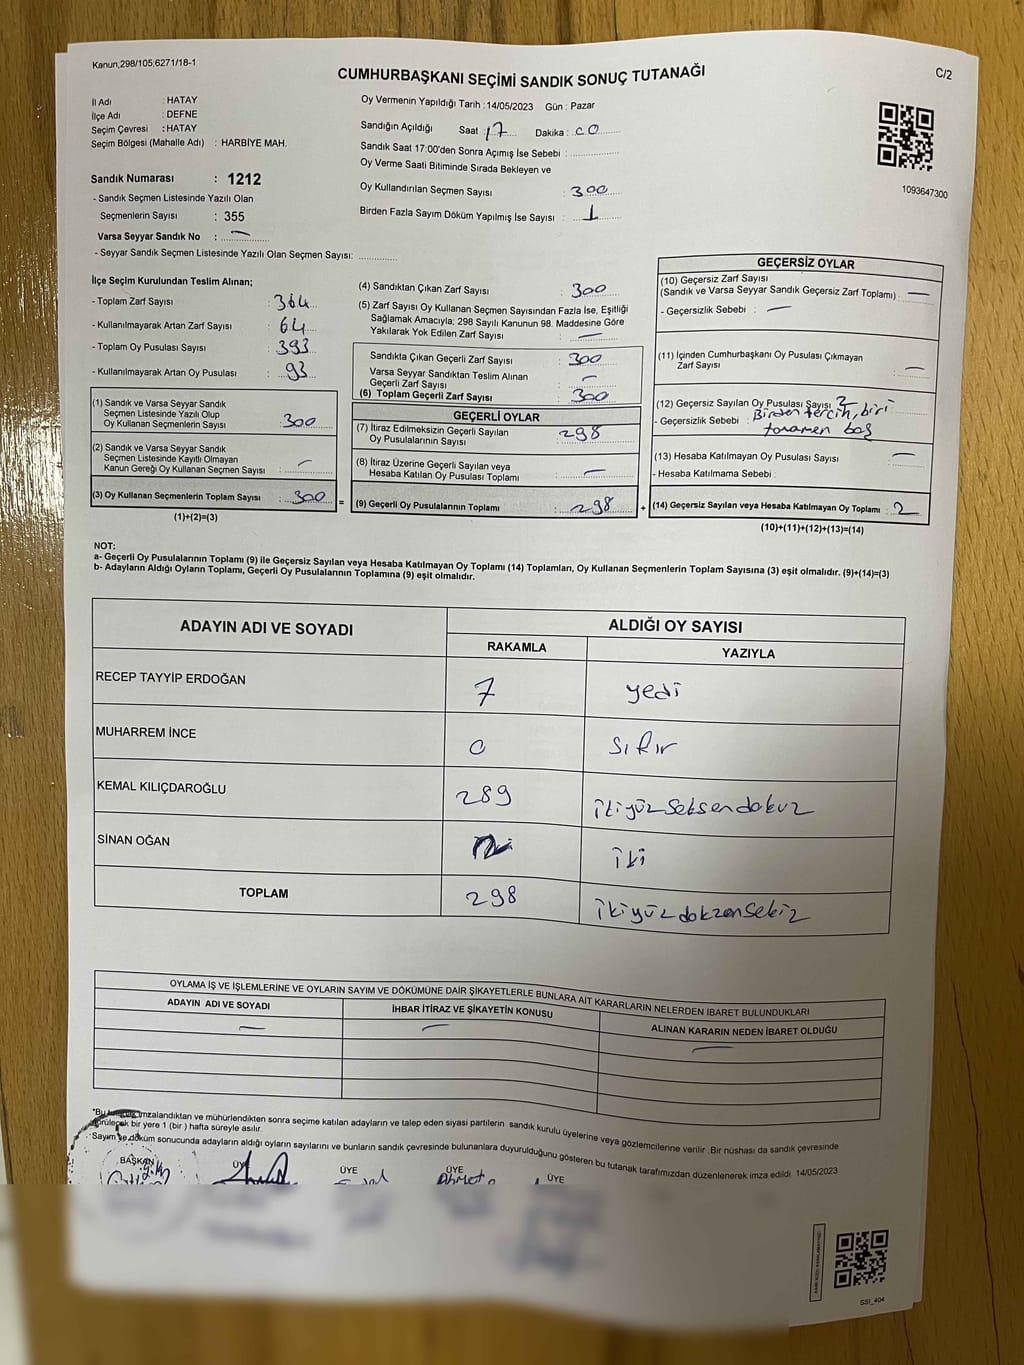 Kanun,298/105;6271/18-1
CUMHURBAŞKANI SEÇİMİ SANDIK SONUÇ TUTANAĞI
C/2
İl Adı : HATAY
İlçe Adı : DEFNE
Seçim Çevresi : HATAY
Seçim Bölgesi (Mahalle Adı) : HARBİYE MAH.
Sandık Numarası : 1212
- Sandık Seçmen Listesinde Yazılı Olan
Seçmenlerin Sayısı : 355
Varsa Seyyar Sandık No : —
- Seyyar Sandık Seçmen Listesinde Yazılı Olan Seçmen Sayısı:
Oy Vermenin Yapıldığı Tarih : 14/05/2023 Gün : Pazar
Sandığın Açıldığı Saat : 17 Dakika : 00
Sandık Saat 17:00'den Sonra Açımış İse Sebebi :
Oy Verme Saati Bitiminde Sırada Bekleyen ve
Oy Kullandırılan Seçmen Sayısı : 300
Birden Fazla Sayım Döküm Yapılmış İse Sayısı : 1
1093647300
İlçe Seçim Kurulundan Teslim Alınan;
- Toplam Zarf Sayısı : 364
- Kullanılmayarak Artan Zarf Sayısı : 64
- Toplam Oy Pusulası Sayısı : 393
- Kullanılmayarak Artan Oy Pusulası : 93
(1) Sandık ve Varsa Seyyar Sandık
Seçmen Listesinde Yazılı Olup
Oy Kullanan Seçmenlerin Sayısı : 300
(2) Sandık ve Varsa Seyyar Sandık
Seçmen Listesinde Kayıtlı Olmayan
Kanun Gereği Oy Kullanan Seçmen Sayısı : —
(3) Oy Kullanan Seçmenlerin Toplam Sayısı : 300 =
(1)+(2)=(3)
(4) Sandıktan Çıkan Zarf Sayısı : 300
(5) Zarf Sayısı Oy Kullanan Seçmen Sayısından Fazla İse, Eşitliği
Sağlamak Amacıyla; 298 Sayılı Kanunun 98. Maddesine Göre
Yakılarak Yok Edilen Zarf Sayısı : —
Sandıkta Çıkan Geçerli Zarf Sayısı : 300
Varsa Seyyar Sandıktan Teslim Alınan
Geçerli Zarf Sayısı : —
(6) Toplam Geçerli Zarf Sayısı : 300
GEÇERLİ OYLAR
(7) İtiraz Edilmeksizin Geçerli Sayılan
Oy Pusulalarının Sayısı : 298
(8) İtiraz Üzerine Geçerli Sayılan veya
Hesaba Katılan Oy Pusulası Toplamı : —
(9) Geçerli Oy Pusulalarının Toplamı : 298 +
GEÇERSİZ OYLAR
(10) Geçersiz Zarf Sayısı
(Sandık ve Varsa Seyyar Sandık Geçersiz Zarf Toplamı) : —
- Geçersizlik Sebebi : —
(11) İçinden Cumhurbaşkanı Oy Pusulası Çıkmayan
Zarf Sayısı : —
(12) Geçersiz Sayılan Oy Pusulası Sayısı : 2
- Geçersizlik Sebebi : Birden tercih, biri
tamamen boş
(13) Hesaba Katılmayan Oy Pusulası Sayısı : —
- Hesaba Katılmama Sebebi :
(14) Geçersiz Sayılan veya Hesaba Katılmayan Oy Toplamı : 2
(10)+(11)+(12)+(13)=(14)
NOT:
a- Geçerli Oy Pusulalarının Toplamı (9) ile Geçersiz Sayılan veya Hesaba Katılmayan Oy Toplamı (14) Toplamları, Oy Kullanan Seçmenlerin Toplam Sayısına (3) eşit olmalıdır. (9)+(14)=(3)
b- Adayların Aldığı Oyların Toplamı, Geçerli Oy Pusulalarının Toplamına (9) eşit olmalıdır.
ADAYIN ADI VE SOYADI
ALDIĞI OY SAYISI
RAKAMLA YAZIYLA
RECEP TAYYİP ERDOĞAN 7 yedi
MUHARREM İNCE 0 sıfır
KEMAL KILIÇDAROĞLU 289 ikiyüzseksendokuz
SİNAN OĞAN iki
TOPLAM 298 ikiyüzdokzansekiz
OYLAMA İŞ VE İŞLEMLERİNE VE OYLARIN SAYIM VE DÖKÜMÜNE DAİR ŞİKAYETLERLE BUNLARA AİT KARARLARIN NELERDEN İBARET BULUNDUKLARI
ADAYIN ADI VE SOYADI İHBAR İTİRAZ VE ŞİKAYETİN KONUSU ALINAN KARARIN NEDEN İBARET OLDUĞU
— — —
*Bu imzalandıktan ve mühürlendikten sonra seçime katılan adayların ve talep eden siyasi partilerin sandık kurulu üyelerine veya gözlemcilerine verilir .Bir nüshası da sandık çevresinde
görülecek bir yere 1 (bir ) hafta süreyle asılır.
* Sayım ve döküm sonucunda adayların aldığı oyların sayılarını ve bunların sandık çevresinde bulunanlara duyurulduğunu gösteren bu tutanak tarafımızdan düzenlenerek imza edildi. 14/05/2023
BAŞKAN ÜYE ÜYE ÜYE ÜYE
Ahmet
SSI_404